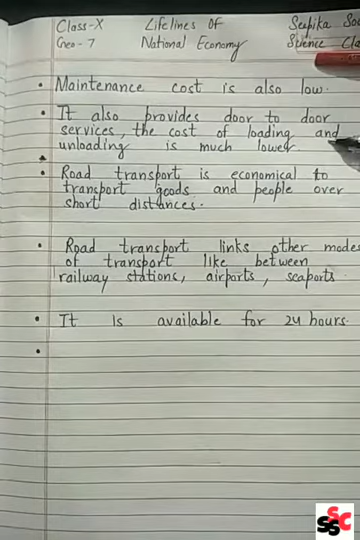 Class-X Lifelines Of Seepika So
Geo-7 National Economy Science Cla
• Maintenance cost is also low.
• It also provides door to door
services, the cost of loading and
unloading is much lower.
• Road transport is economical to
transport goods and people over
short distances.
• Road transport links other modes
of transport like between
railway stations, airports, seaports
• It is available for 24 hours.
•
SSSC